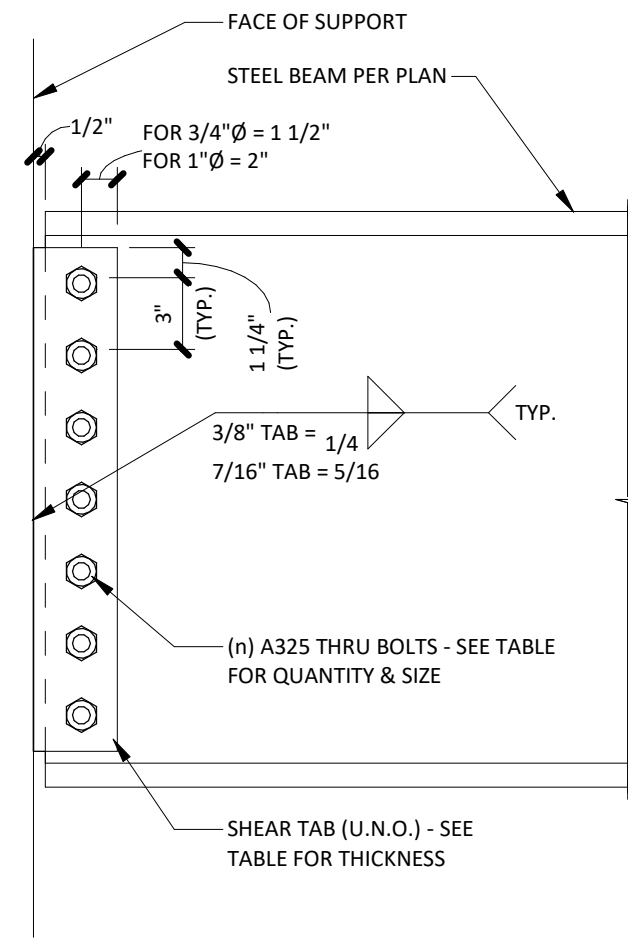 FACE OF SUPPORT
STEEL BEAM PER PLAN
1/2"
FOR 3/4"Ø = 1 1/2"
FOR 1"Ø = 2"
3"
(TYP.)
1 1/4"
(TYP.)
TYP.
3/8" TAB = 1/4
7/16" TAB = 5/16
(n) A325 THRU BOLTS - SEE TABLE
FOR QUANTITY & SIZE
SHEAR TAB (U.N.O.) - SEE
TABLE FOR THICKNESS